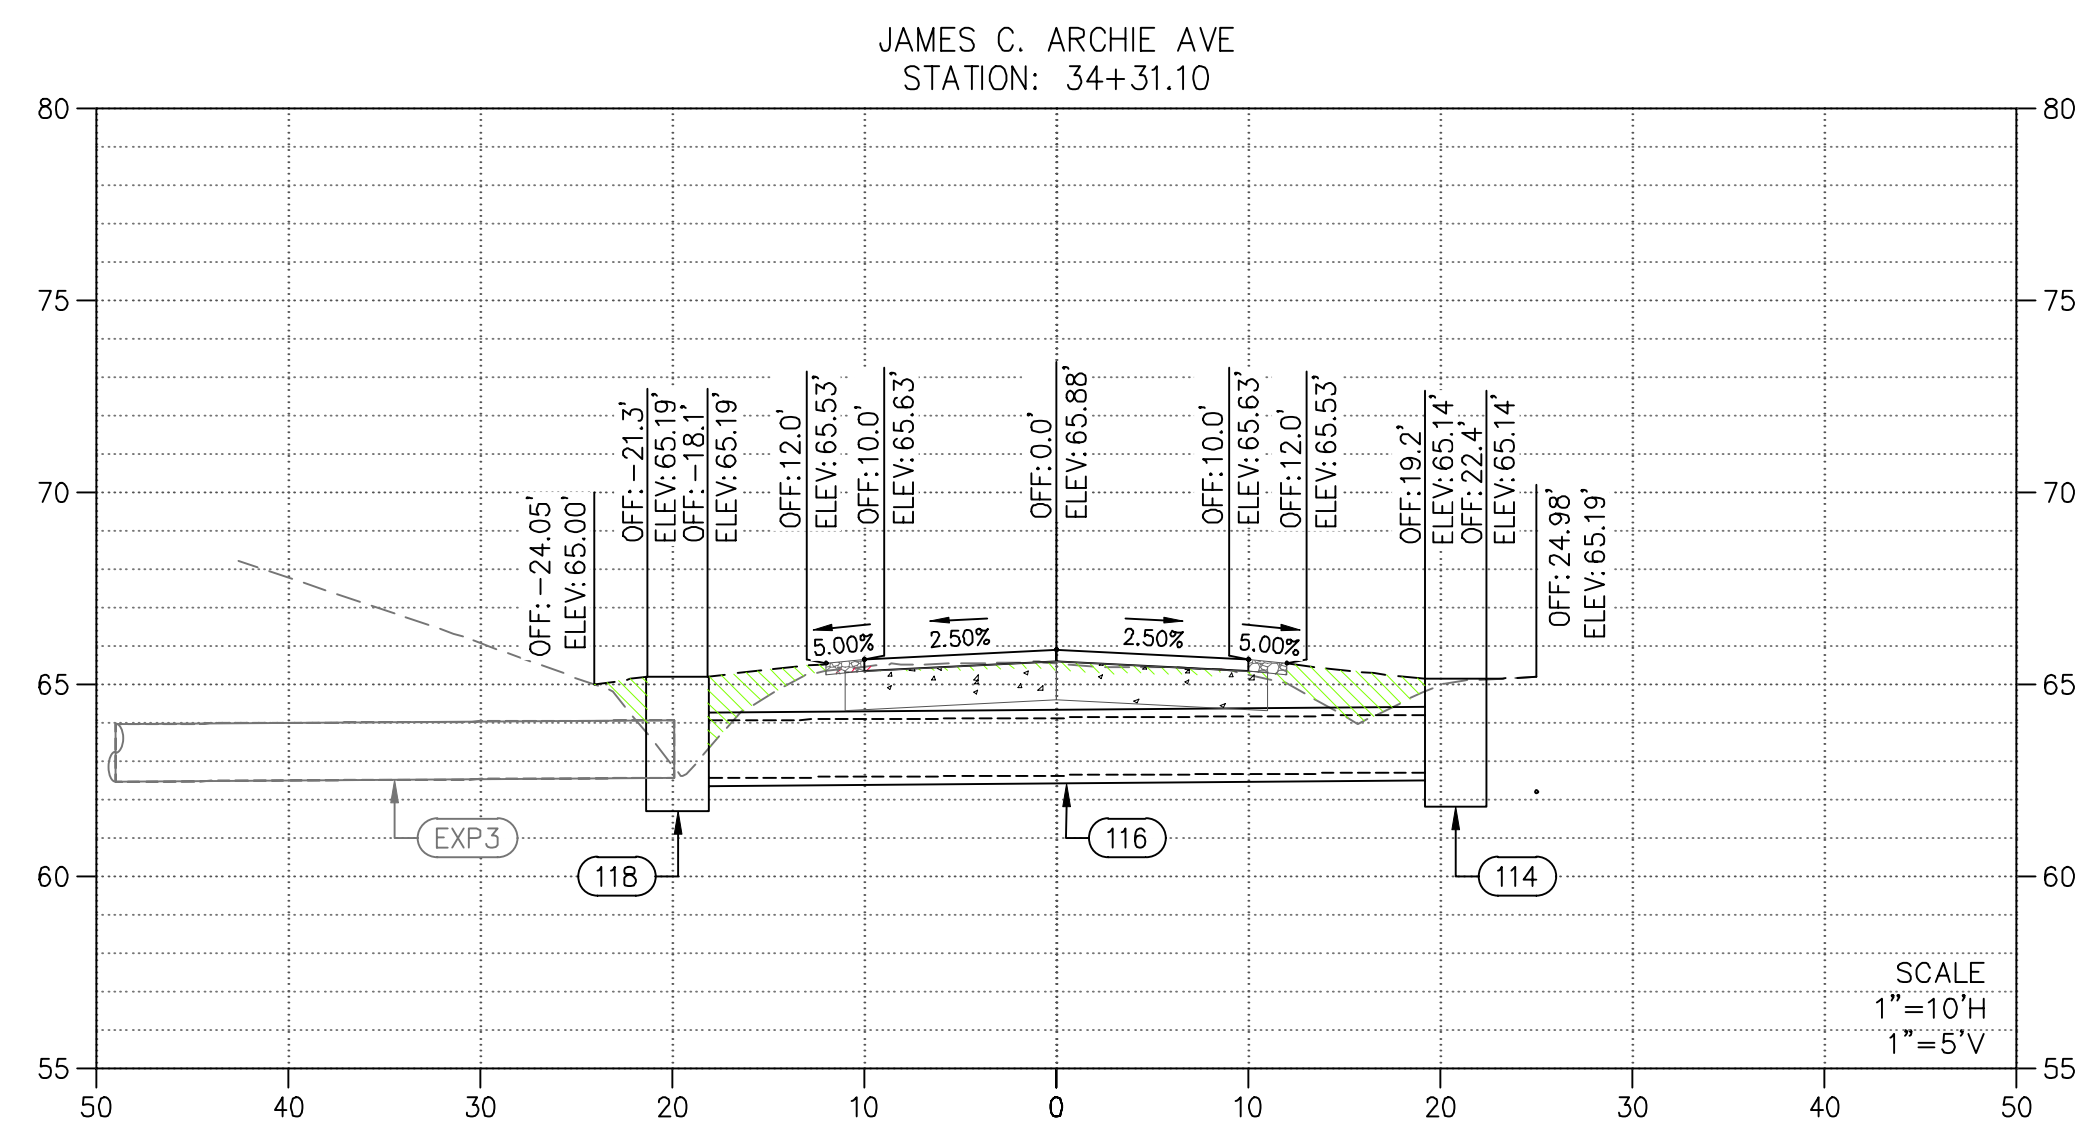 JAMES C. ARCHIE AVE
STATION: 34+31.10
80
80
75
75
70
70
65
65
60
60
55
55
OFF:-24.05'
ELEV:65.00'
OFF:-21.3'
ELEV:65.19'
OFF:-18.1'
ELEV:65.19'
OFF:12.0'
ELEV:65.53'
OFF:10.0'
ELEV:65.63'
OFF:0.0'
ELEV:65.88'
OFF:10.0'
ELEV:65.63'
OFF:12.0'
ELEV:65.53'
OFF:19.2'
ELEV:65.14'
OFF:22.4'
ELEV:65.14'
OFF:24.98'
ELEV:65.19'
5.00%
2.50%
2.50%
5.00%
EXP3
116
118
114
SCALE
1"=10'H
1"=5'V
50
40
30
20
10
0
10
20
30
40
50